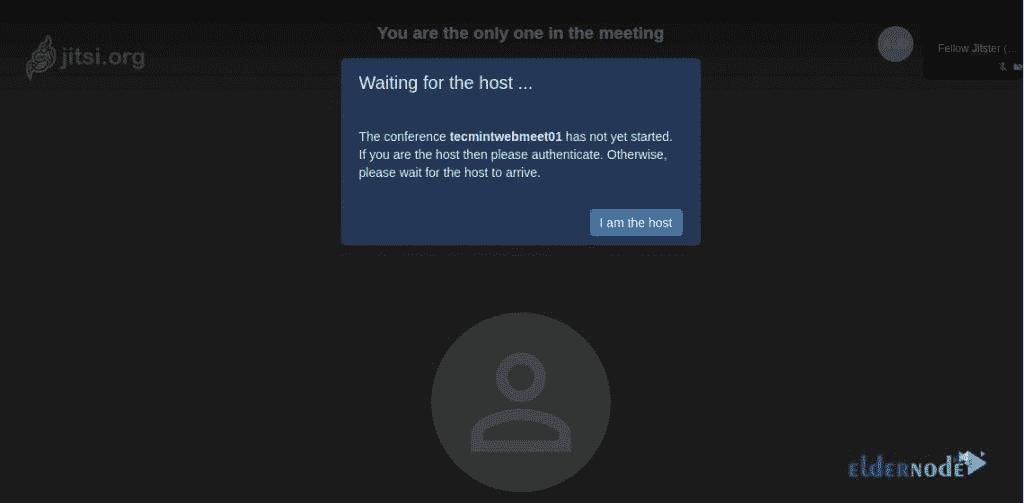 You are the only one in the meeting
jitsi.org
Fellow Jitster (...
Waiting for the host ...
The conference tecmintwebmeet01 has not yet started.
If you are the host then please authenticate. Otherwise,
please wait for the host to arrive.
I am the host
eldernode